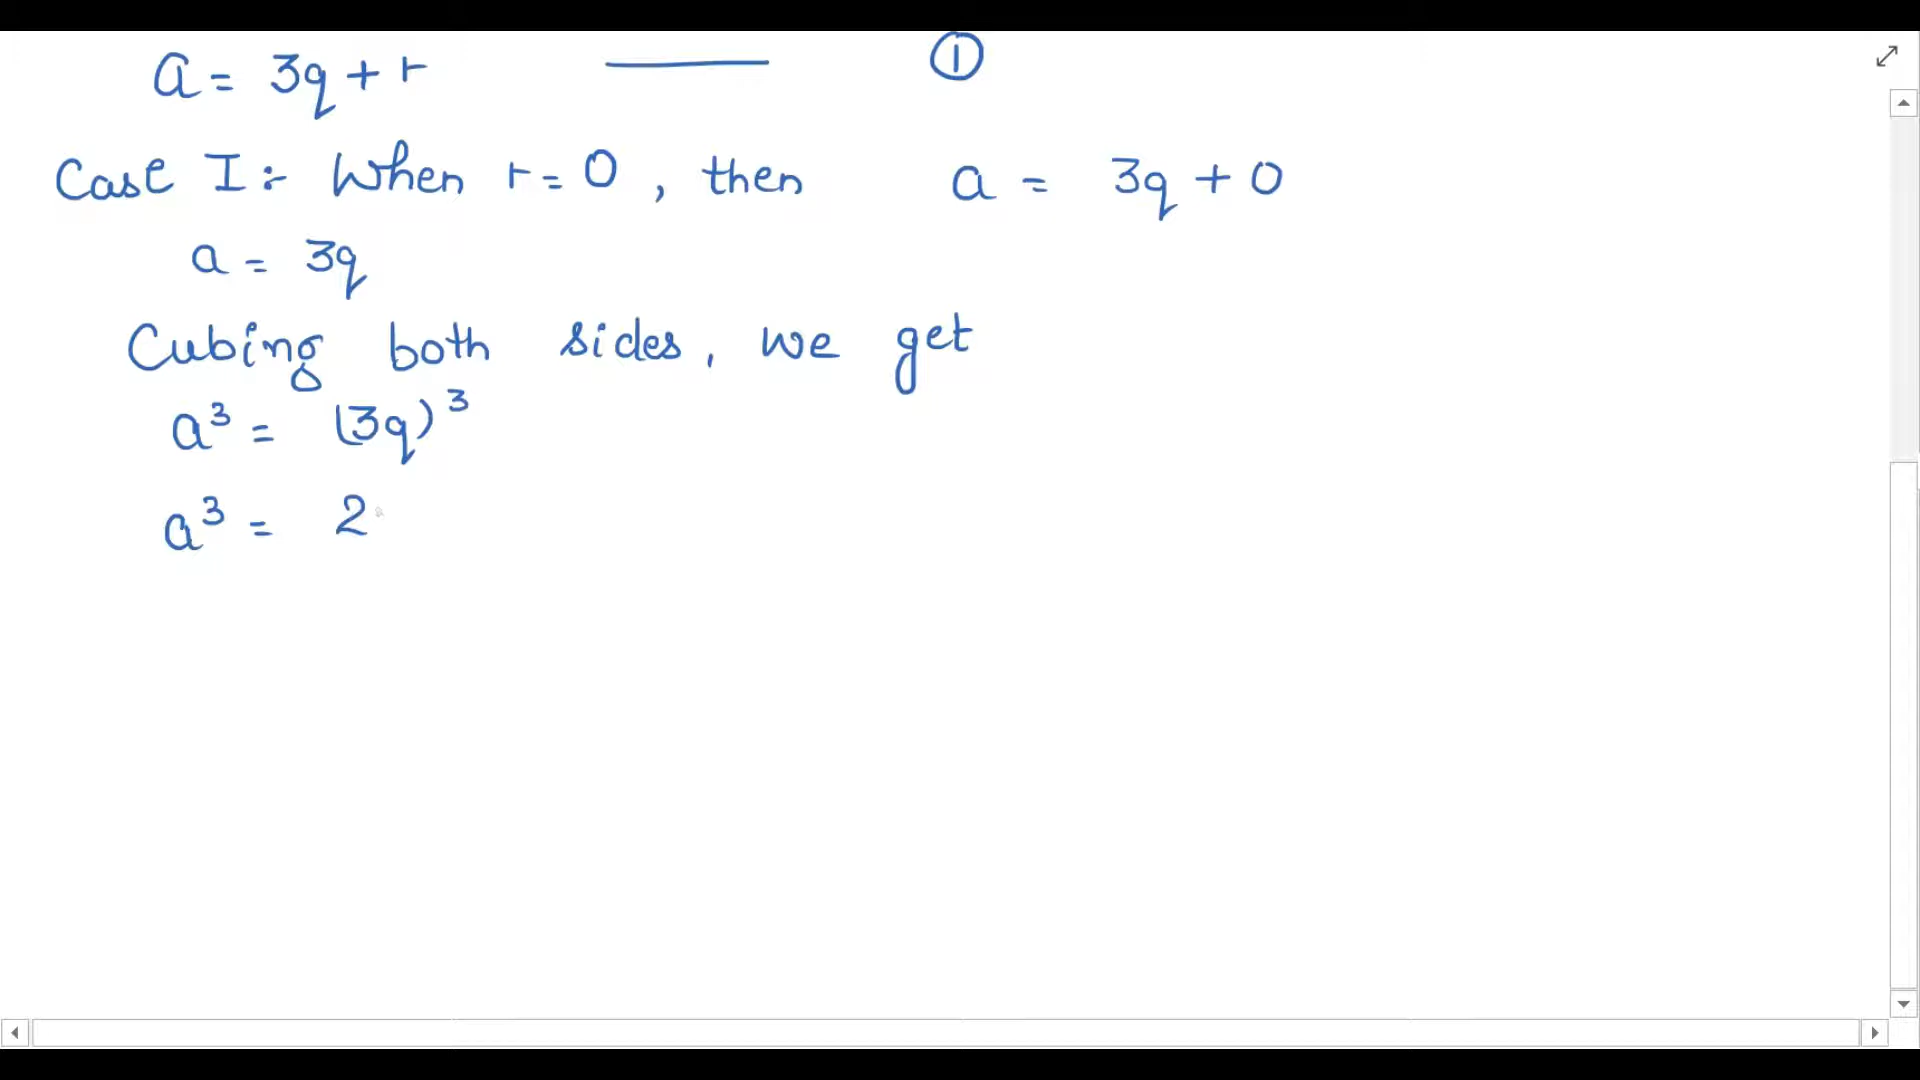 a = 3q + r ——— ①
Case I :- When r = 0 , then a = 3q + 0
a = 3q
Cubing both sides, we get
a³ = (3q)³
a³ = 2